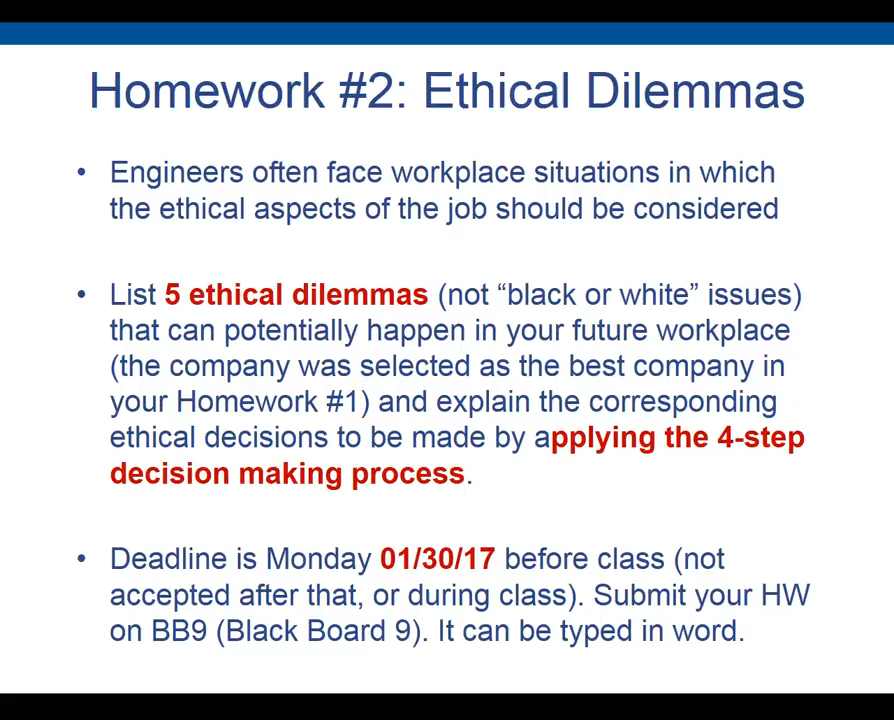 Homework #2: Ethical Dilemmas
• Engineers often face workplace situations in which
the ethical aspects of the job should be considered
• List 5 ethical dilemmas (not “black or white” issues)
that can potentially happen in your future workplace
(the company was selected as the best company in
your Homework #1) and explain the corresponding
ethical decisions to be made by applying the 4-step
decision making process.
• Deadline is Monday 01/30/17 before class (not
accepted after that, or during class). Submit your HW
on BB9 (Black Board 9). It can be typed in word.